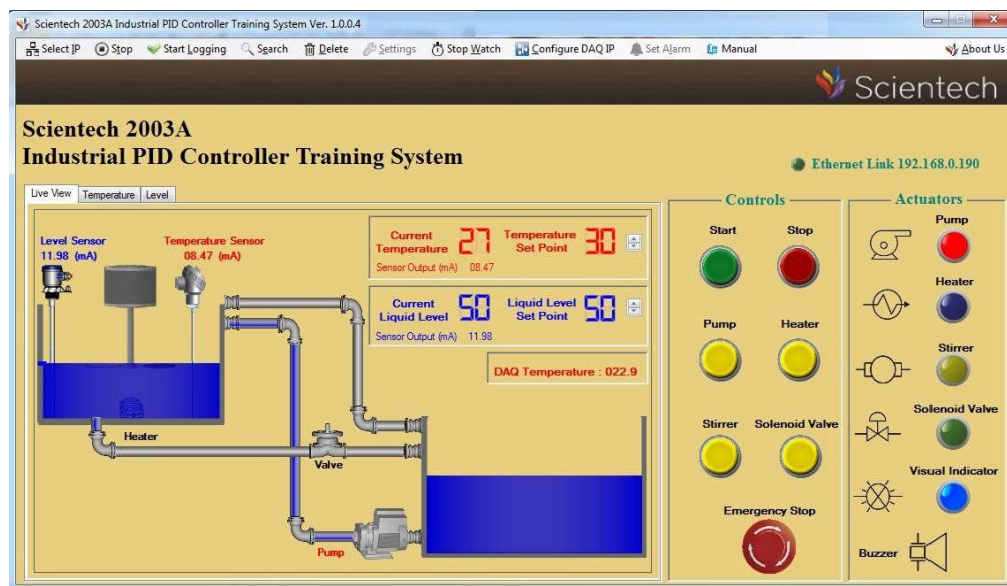 Scientech 2003A Industrial PID Controller Training System Ver. 1.0.0.4
Select IP Stop Start Logging Search Delete Settings Stop Watch Configure DAQ IP Set Alarm Manual About Us
Scientech
Scientech 2003A
Industrial PID Controller Training System
Ethernet Link 192.168.0.190
Live View Temperature Level
Level Sensor
11.98 (mA)
Temperature Sensor
08.47 (mA)
Current
Temperature
27
Temperature
Set Point
30
Sensor Output (mA) 08.47
Current
Liquid Level
50
Liquid Level
Set Point
50
Sensor Output (mA) 11.98
DAQ Temperature : 022.9
Heater
Valve
Pump
Controls
Start Stop
Pump Heater
Stirrer Solenoid Valve
Emergency Stop
Actuators
Pump
Heater
Stirrer
Solenoid Valve
Visual Indicator
Buzzer